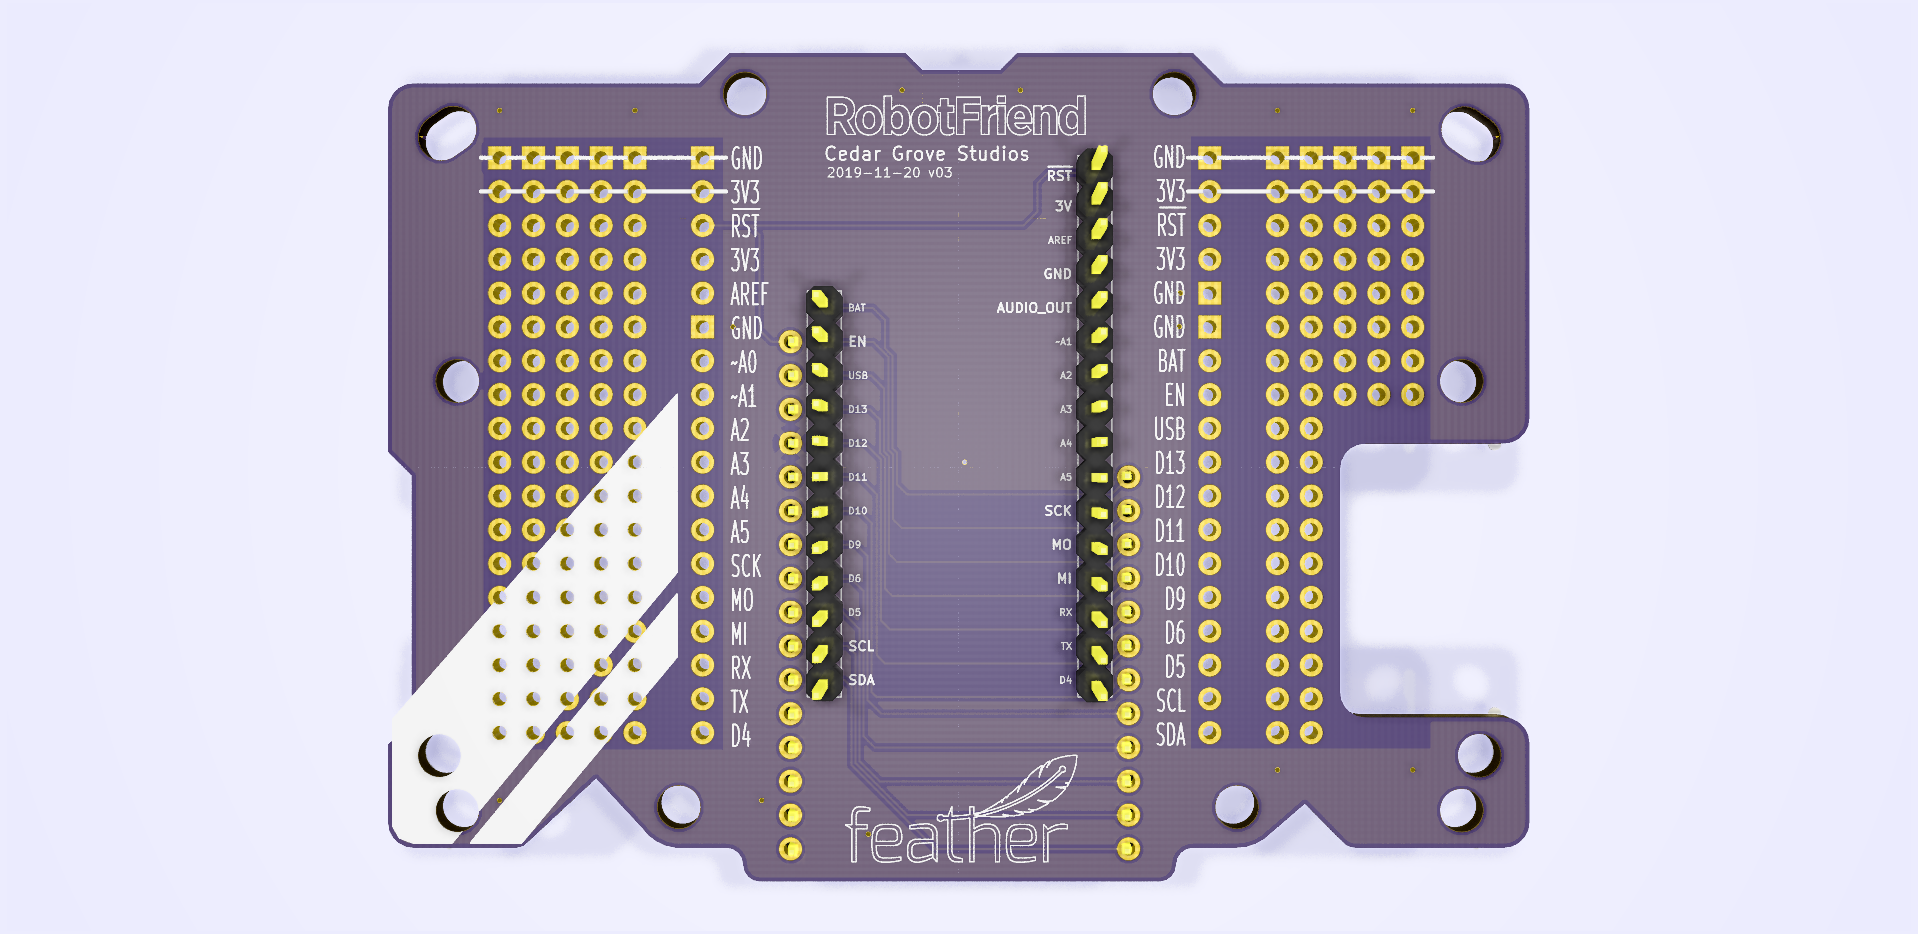 RobotFriend
Cedar Grove Studios
2019-11-20 v03
GND
3V3
RST
3V3
AREF
GND
~A0
~A1
A2
A3
A4
A5
SCK
MO
MI
RX
TX
D4
BAT
EN
USB
D13
D12
D11
D10
D9
D6
D5
SCL
SDA
RST
3V
AREF
GND
AUDIO_OUT
~A1
A2
A3
A4
A5
SCK
MO
MI
RX
TX
D4
GND
3V3
RST
3V3
GND
GND
BAT
EN
USB
D13
D12
D11
D10
D9
D6
D5
SCL
SDA
feather